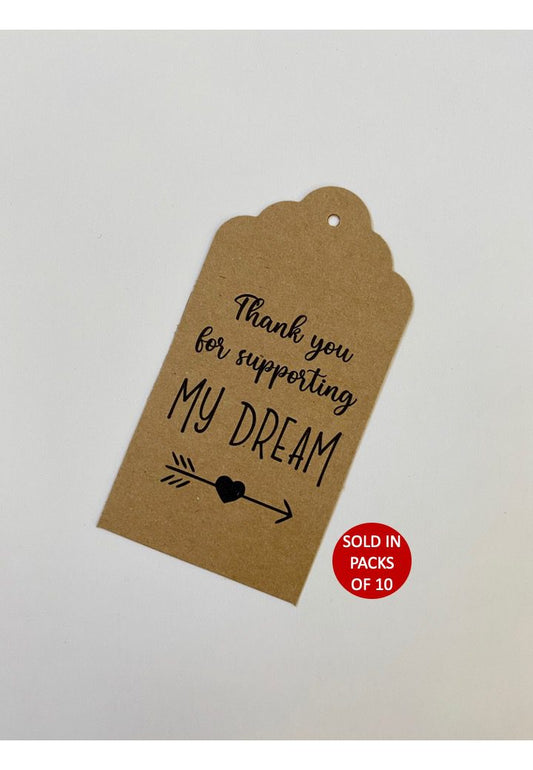 Thank you
for supporting
MY DREAM
SOLD IN
PACKS
OF 10